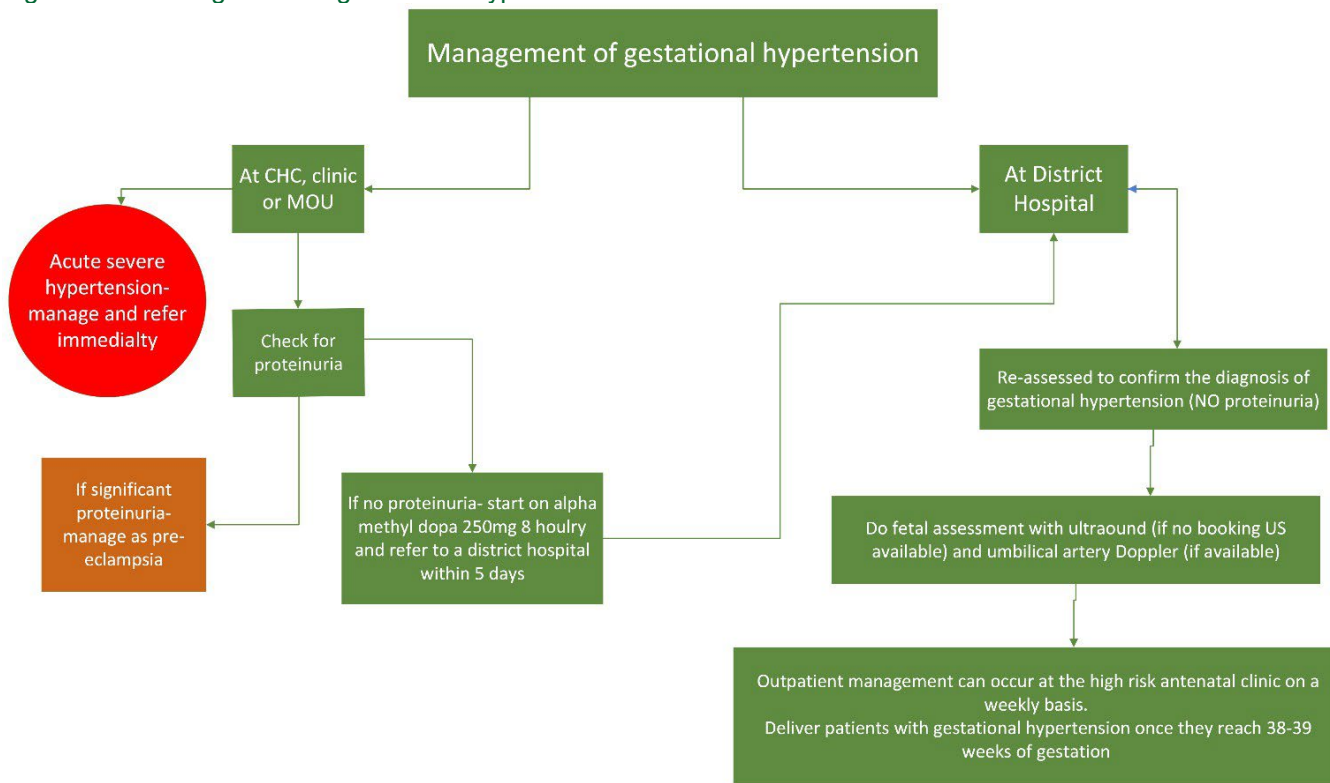 Management of gestational hypertension
At CHC, clinic
or MOU
At District
Hospital
Acute severe
hypertension-
manage and refer
immedialty
Check for
proteinuria
Re-assessed to confirm the diagnosis of
gestational hypertension (NO proteinuria)
If significant
proteinuria-
manage as pre-
eclampsia
If no proteinuria- start on alpha
methyl dopa 250mg 8 houlry
and refer to a district hospital
within 5 days
Do fetal assessment with ultraound (if no booking US
available) and umbilical artery Doppler (if available)
Outpatient management can occur at the high risk antenatal clinic on a
weekly basis.
Deliver patients with gestational hypertension once they reach 38-39
weeks of gestation